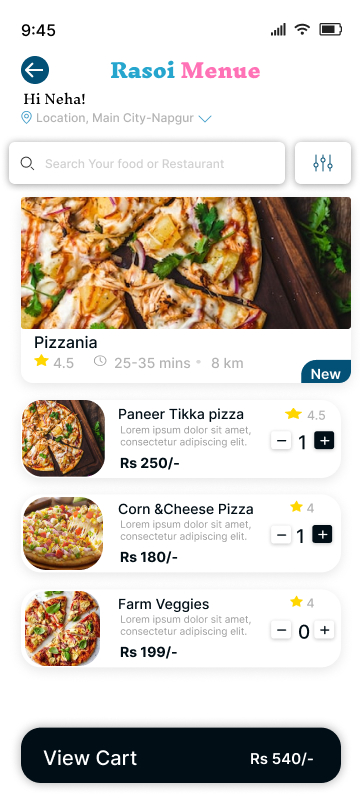 9:45
Rasoi Menue
Hi Neha!
Location, Main City-Napgur
Search Your food or Restaurant
Pizzania
4.5 25-35 mins • 8 km
New
Paneer Tikka pizza 4.5
Lorem ipsum dolor sit amet,
consectetur adipiscing elit.
− 1 +
Rs 250/-
Corn &Cheese Pizza 4
Lorem ipsum dolor sit amet,
consectetur adipiscing elit.
− 1 +
Rs 180/-
Farm Veggies 4
Lorem ipsum dolor sit amet,
consectetur adipiscing elit.
− 0 +
Rs 199/-
View Cart Rs 540/-